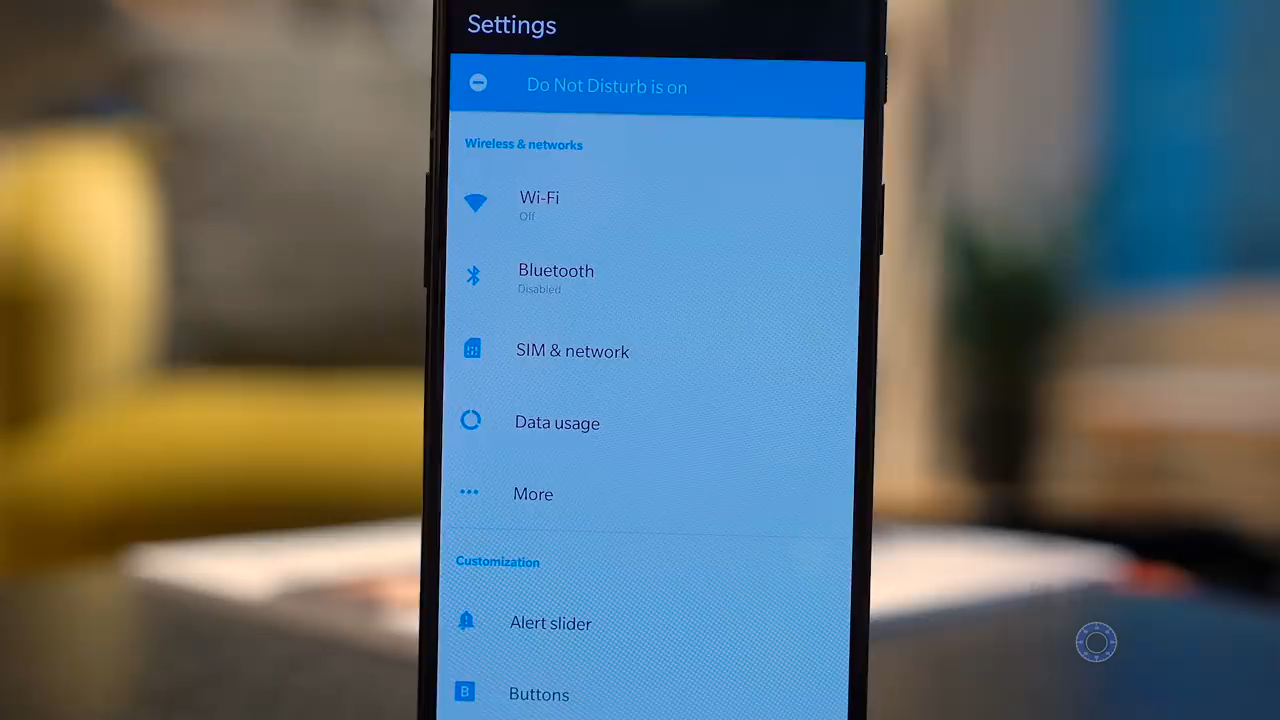 Settings
Do Not Disturb is on
Wireless & networks
Wi-Fi
Off
Bluetooth
Disabled
SIM & network
Data usage
More
Customization
Alert slider
B
Buttons